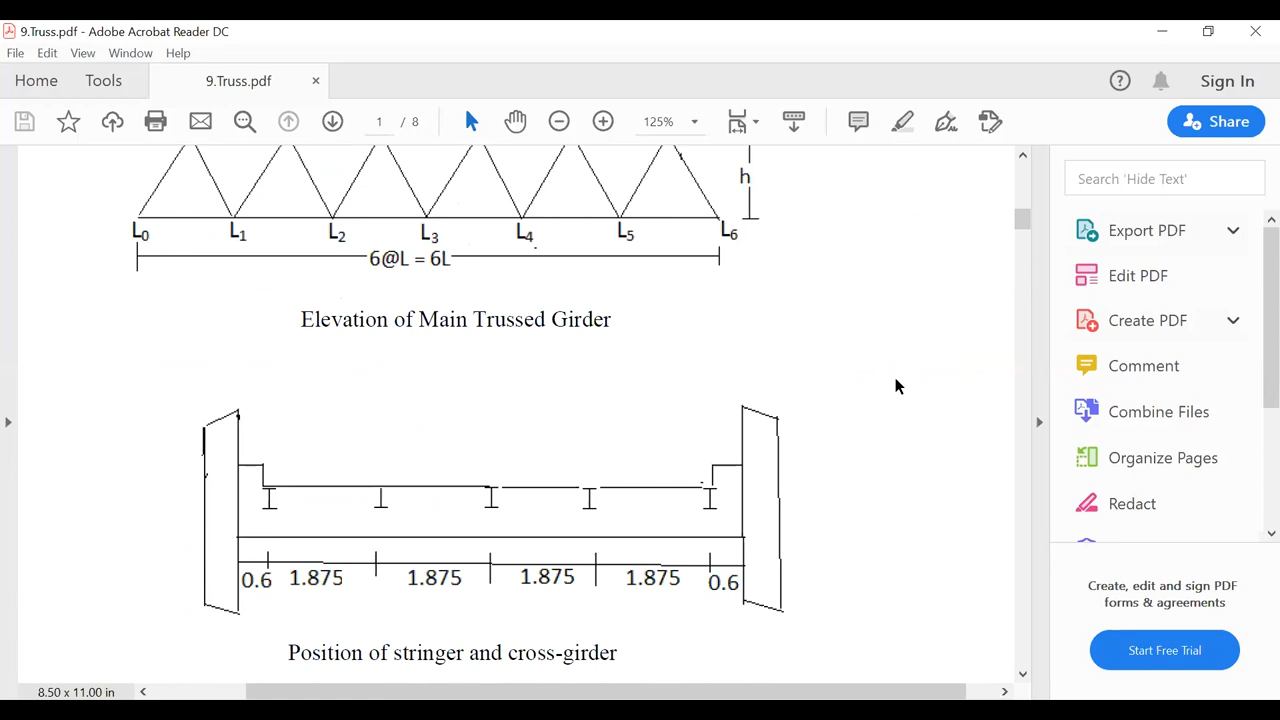 9.Truss.pdf - Adobe Acrobat Reader DC
File Edit View Window Help
Home Tools 9.Truss.pdf × Sign In
1 / 8 125% Share
h
L0 L1 L2 L3 L4 L5 L6
6@L = 6L
Elevation of Main Trussed Girder
0.6 1.875 1.875 1.875 1.875 0.6
Position of stringer and cross-girder
8.50 x 11.00 in
Search 'Hide Text'
Export PDF
Edit PDF
Create PDF
Comment
Combine Files
Organize Pages
Redact
Create, edit and sign PDF
forms & agreements
Start Free Trial